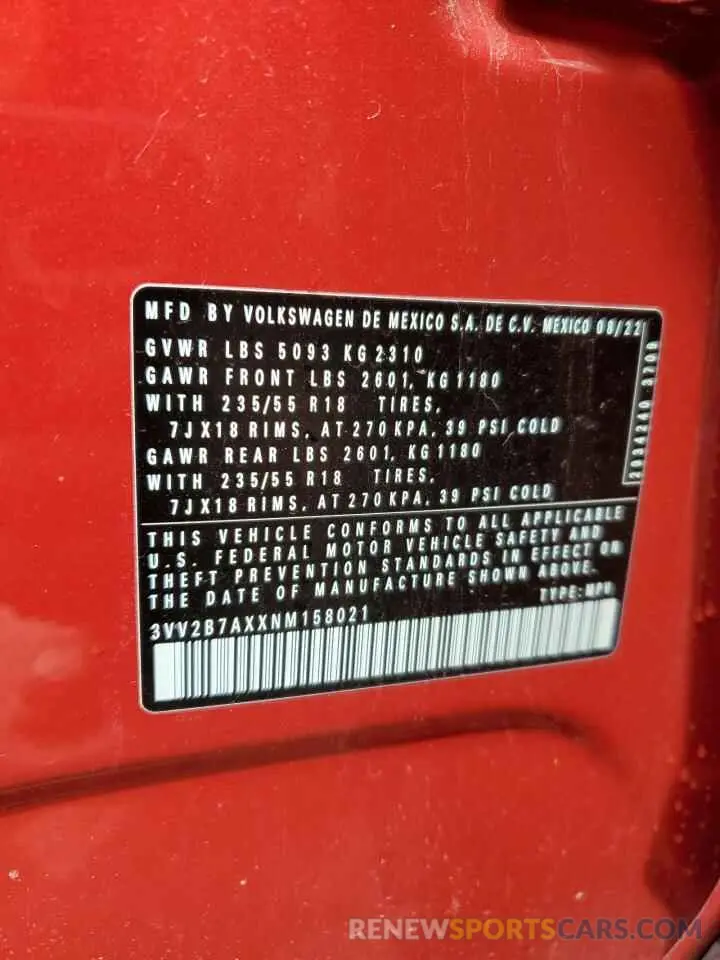 MFD BY VOLKSWAGEN DE MEXICO S.A. DE C.V. MEXICO 08/22
GVWR LBS 5093 KG 2310
GAWR FRONT LBS 2601, KG 1180
WITH 235/55 R18 TIRES,
7JX18 RIMS, AT 270 KPA, 39 PSI COLD
GAWR REAR LBS 2601, KG 1180
WITH 235/55 R18 TIRES,
7JX18 RIMS, AT 270 KPA, 39 PSI COLD
THIS VEHICLE CONFORMS TO ALL APPLICABLE
U.S. FEDERAL MOTOR VEHICLE SAFETY AND
THEFT PREVENTION STANDARDS IN EFFECT ON
THE DATE OF MANUFACTURE SHOWN ABOVE.
TYPE: MPV
3VV2B7AXXNM158021
RENEWSPORTSCARS.COM